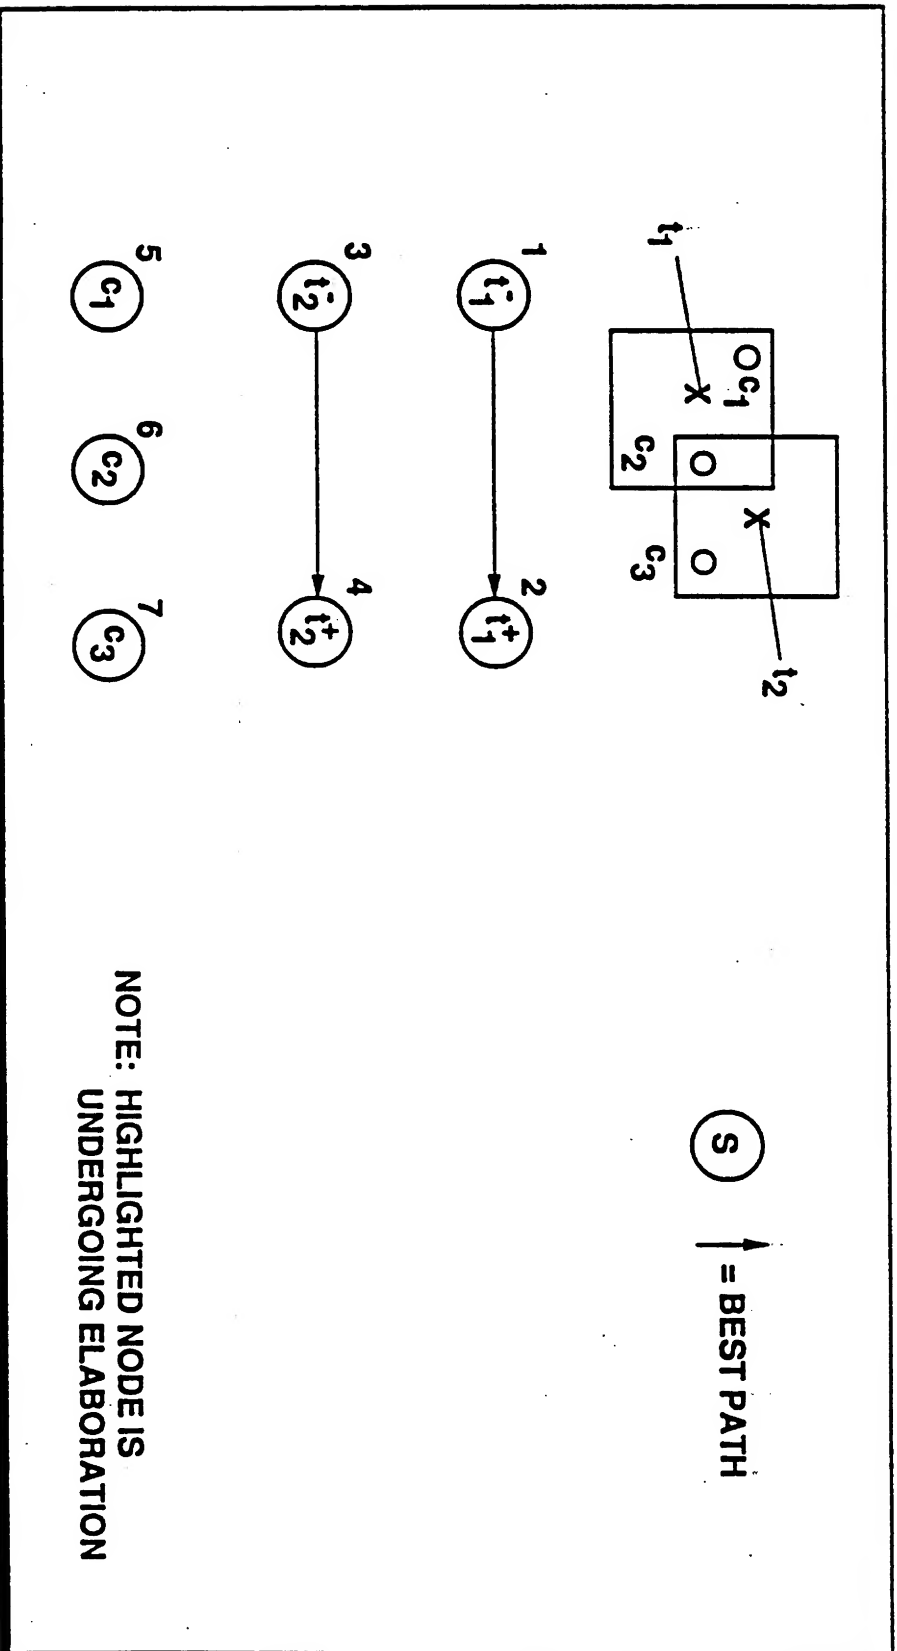 t₂
c₁
t₁
X
X
c₂
c₃
S
= BEST PATH
1
t₁⁻
2
t₁⁺
3
t₂⁻
4
t₂⁺
5
c₁
6
c₂
7
c₃
NOTE: HIGHLIGHTED NODE IS
UNDERGOING ELABORATION